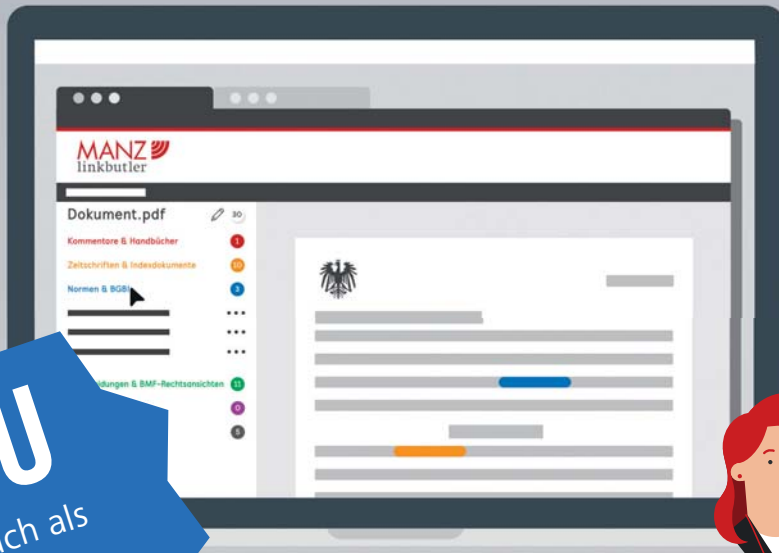 MANZ
linkbutler
Dokument.pdf 30
Kommentare & Handbücher 1
Zeitschriften & Indexdokumente 10
Normen & BGBl 3
idungen & BMF-Rechtsansichten 11
0
5
U
ch als